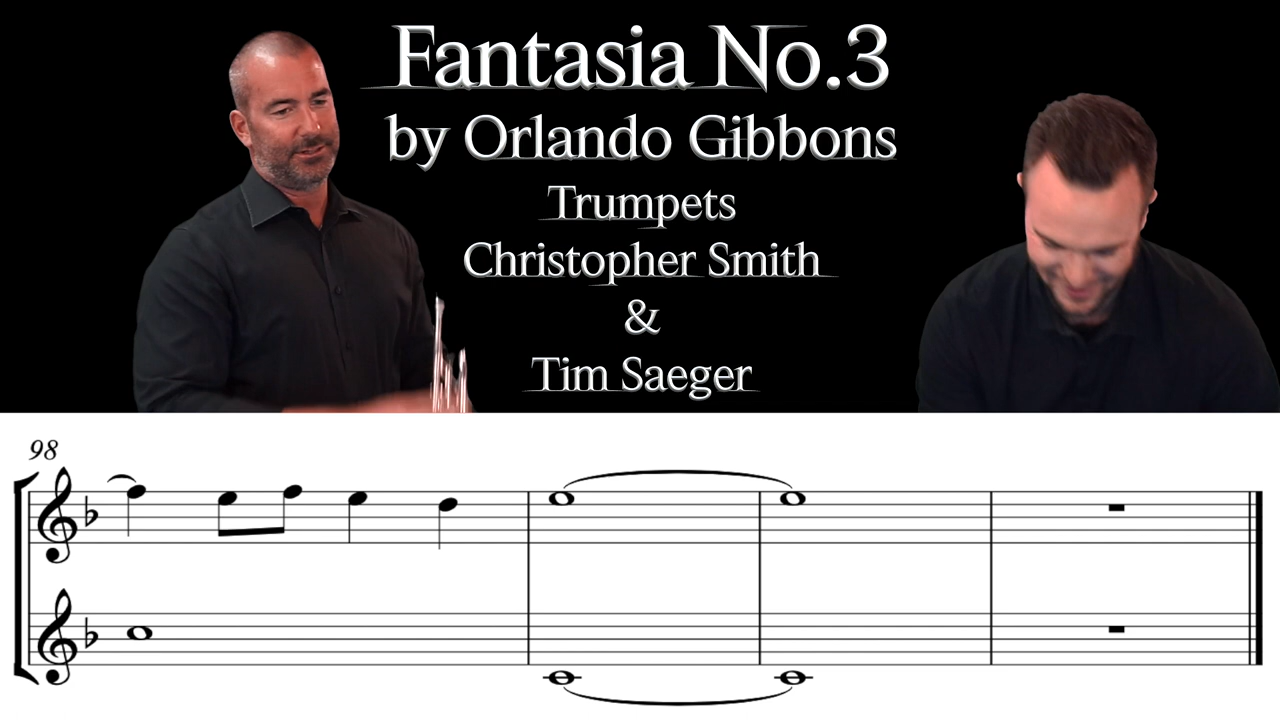 Fantasia No.3
by Orlando Gibbons
Trumpets
Christopher Smith
&
Tim Saeger
98